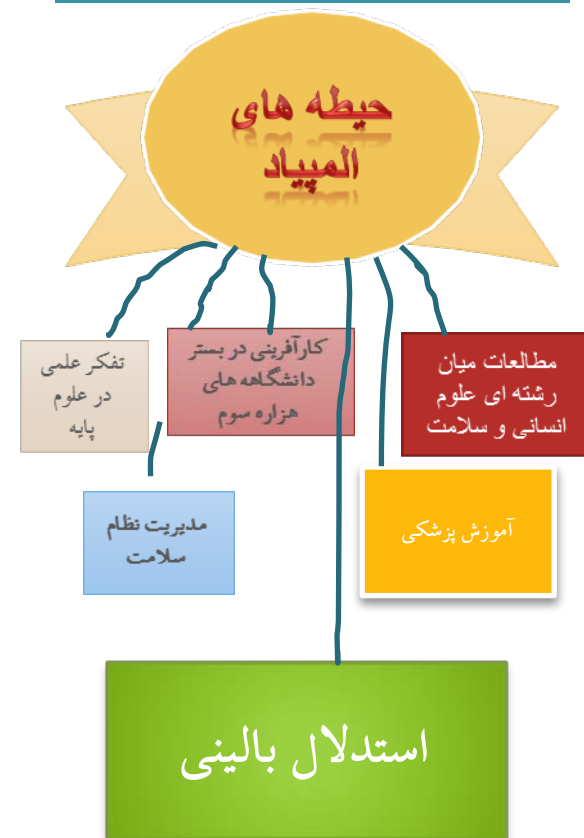 حیطه های
المپیاد
مطالعات میان
رشته ای علوم
انسانی و سلامت
کارآفرینی در بستر
دانشگاهه های
هزاره سوم
تفکر علمی
در علوم
پایه
آموزش پزشکی
مدیریت نظام
سلامت
استدلال بالینی